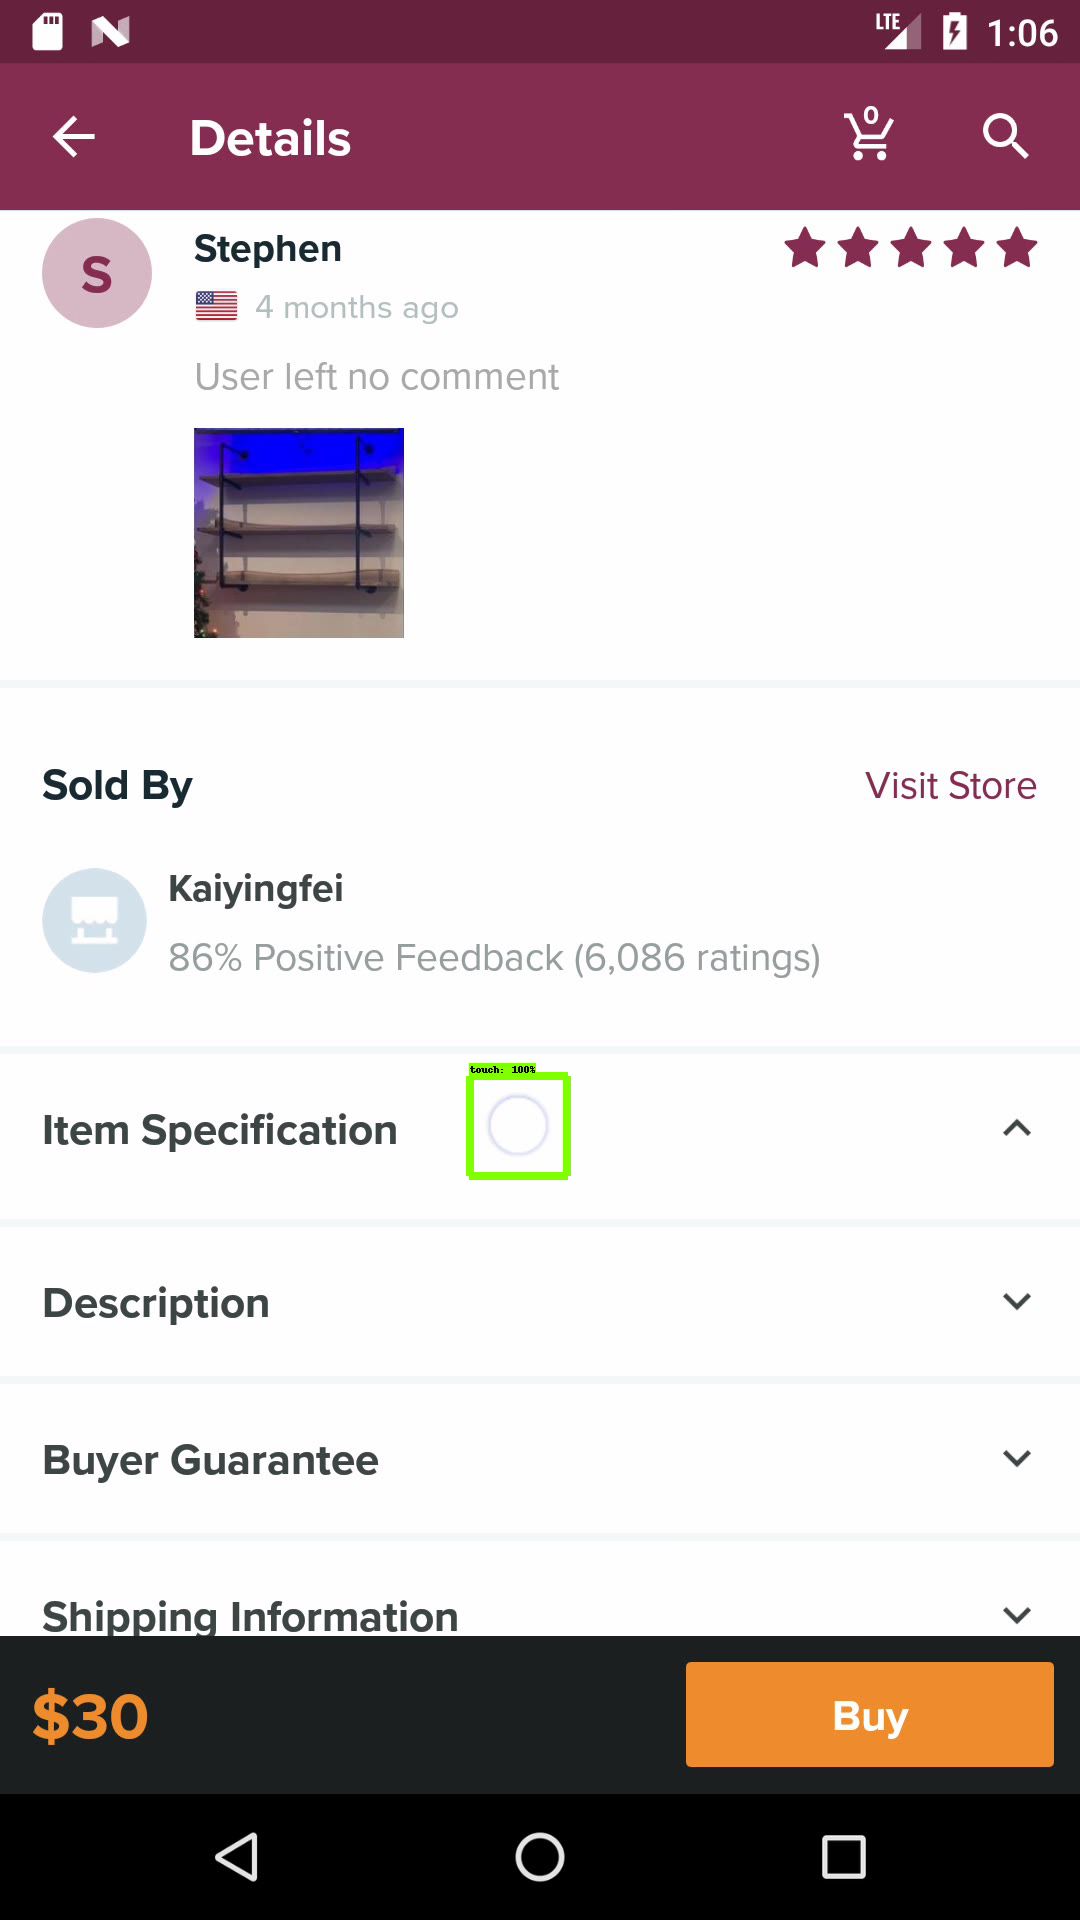 LTE 1:06
Details 0
S Stephen
4 months ago
User left no comment
Sold By Visit Store
Kaiyingfei
86% Positive Feedback (6,086 ratings)
touch: 100%
Item Specification
Description
Buyer Guarantee
Shipping Information
$30 Buy